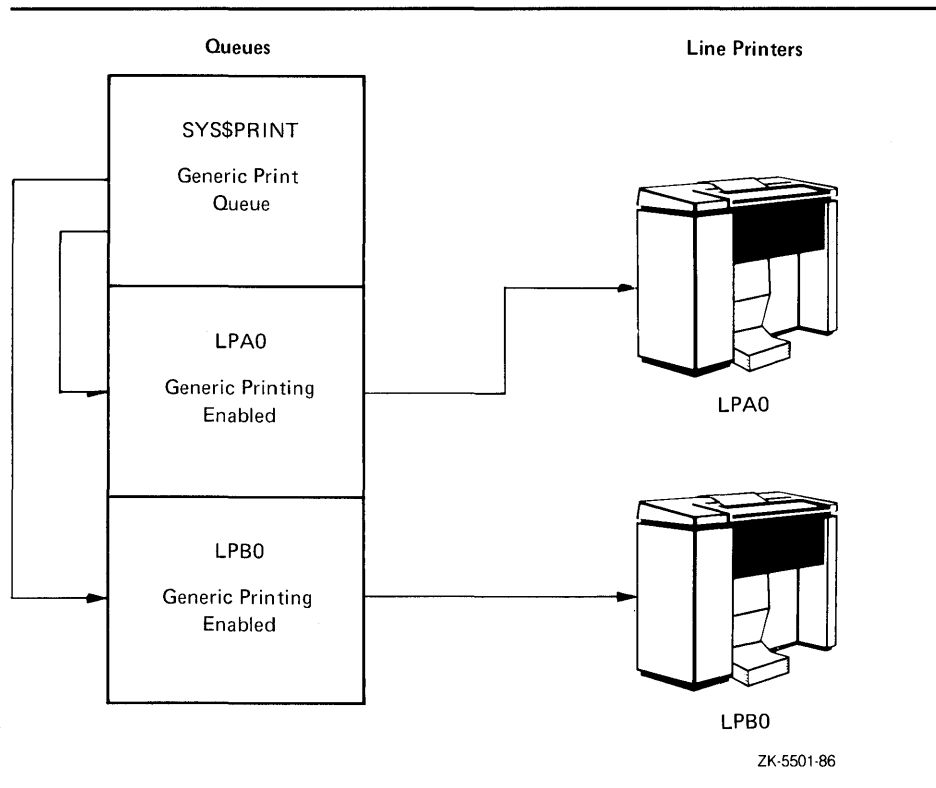 Queues
Line Printers
SYS$PRINT
Generic Print
Queue
LPA0
Generic Printing
Enabled
LPB0
Generic Printing
Enabled
LPA0
LPB0
ZK-5501-86